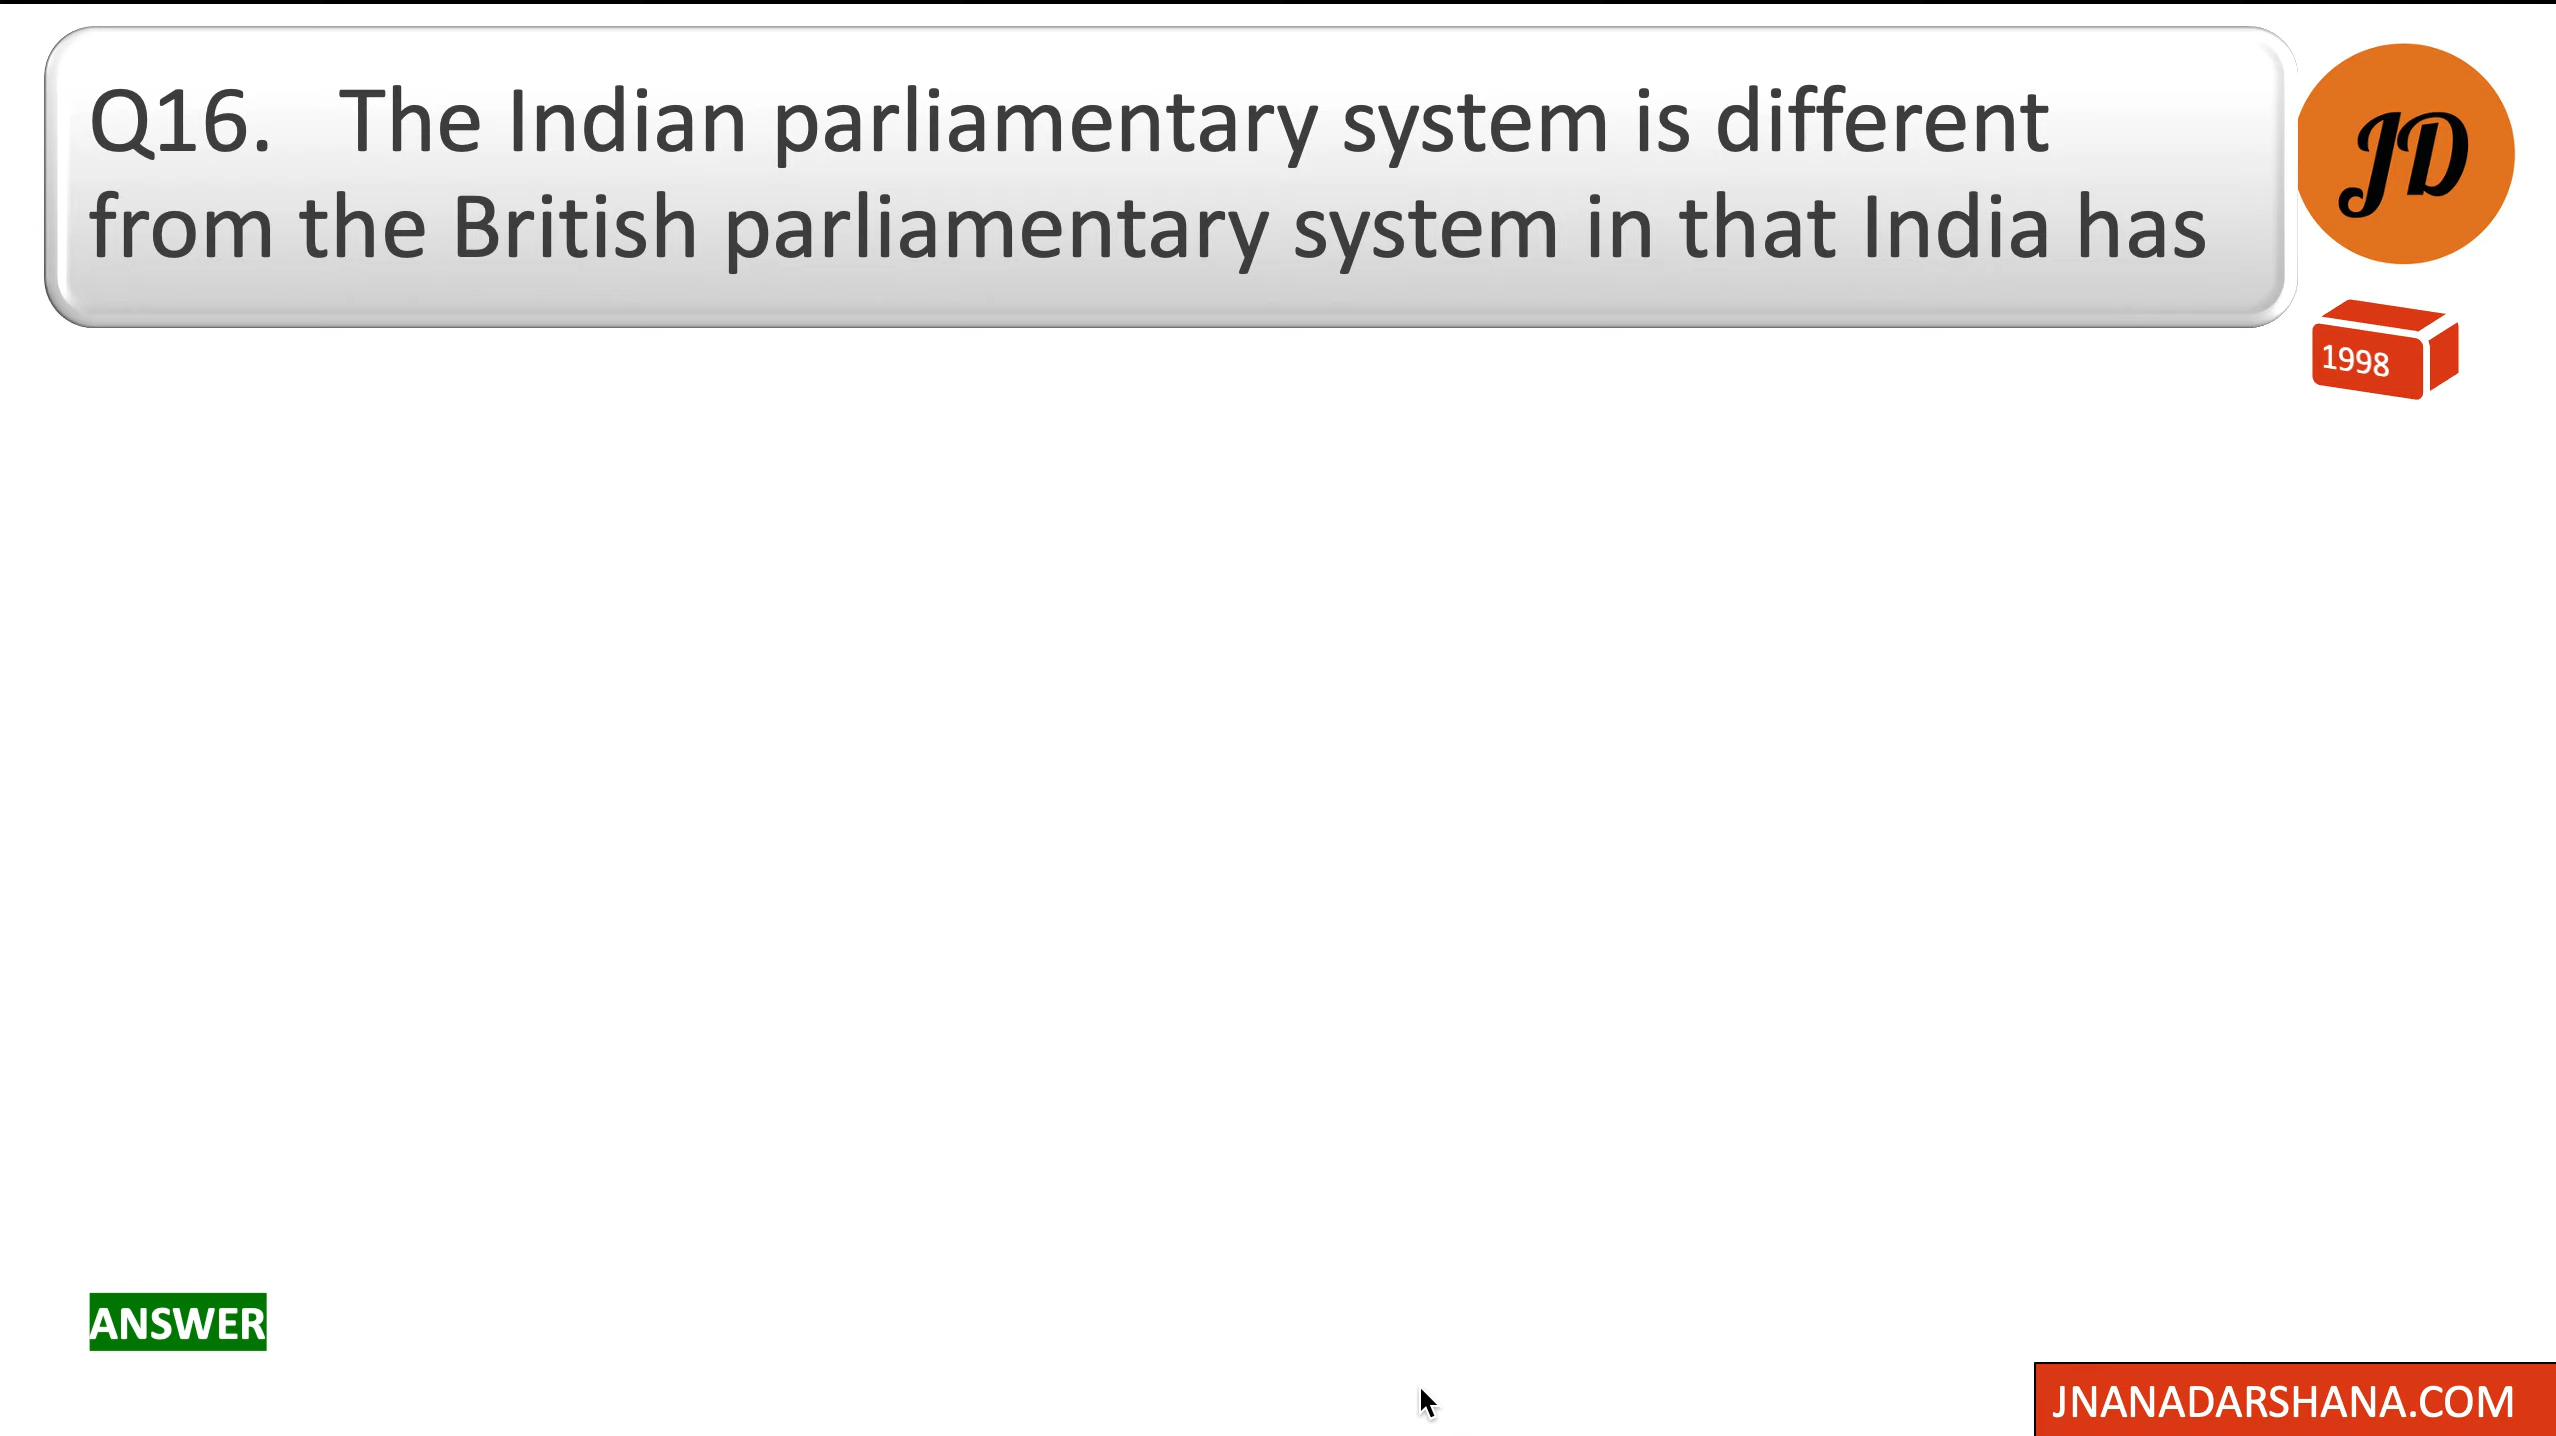 Q16. The Indian parliamentary system is different
from the British parliamentary system in that India has
JD
1998
ANSWER
JNANADARSHANA.COM